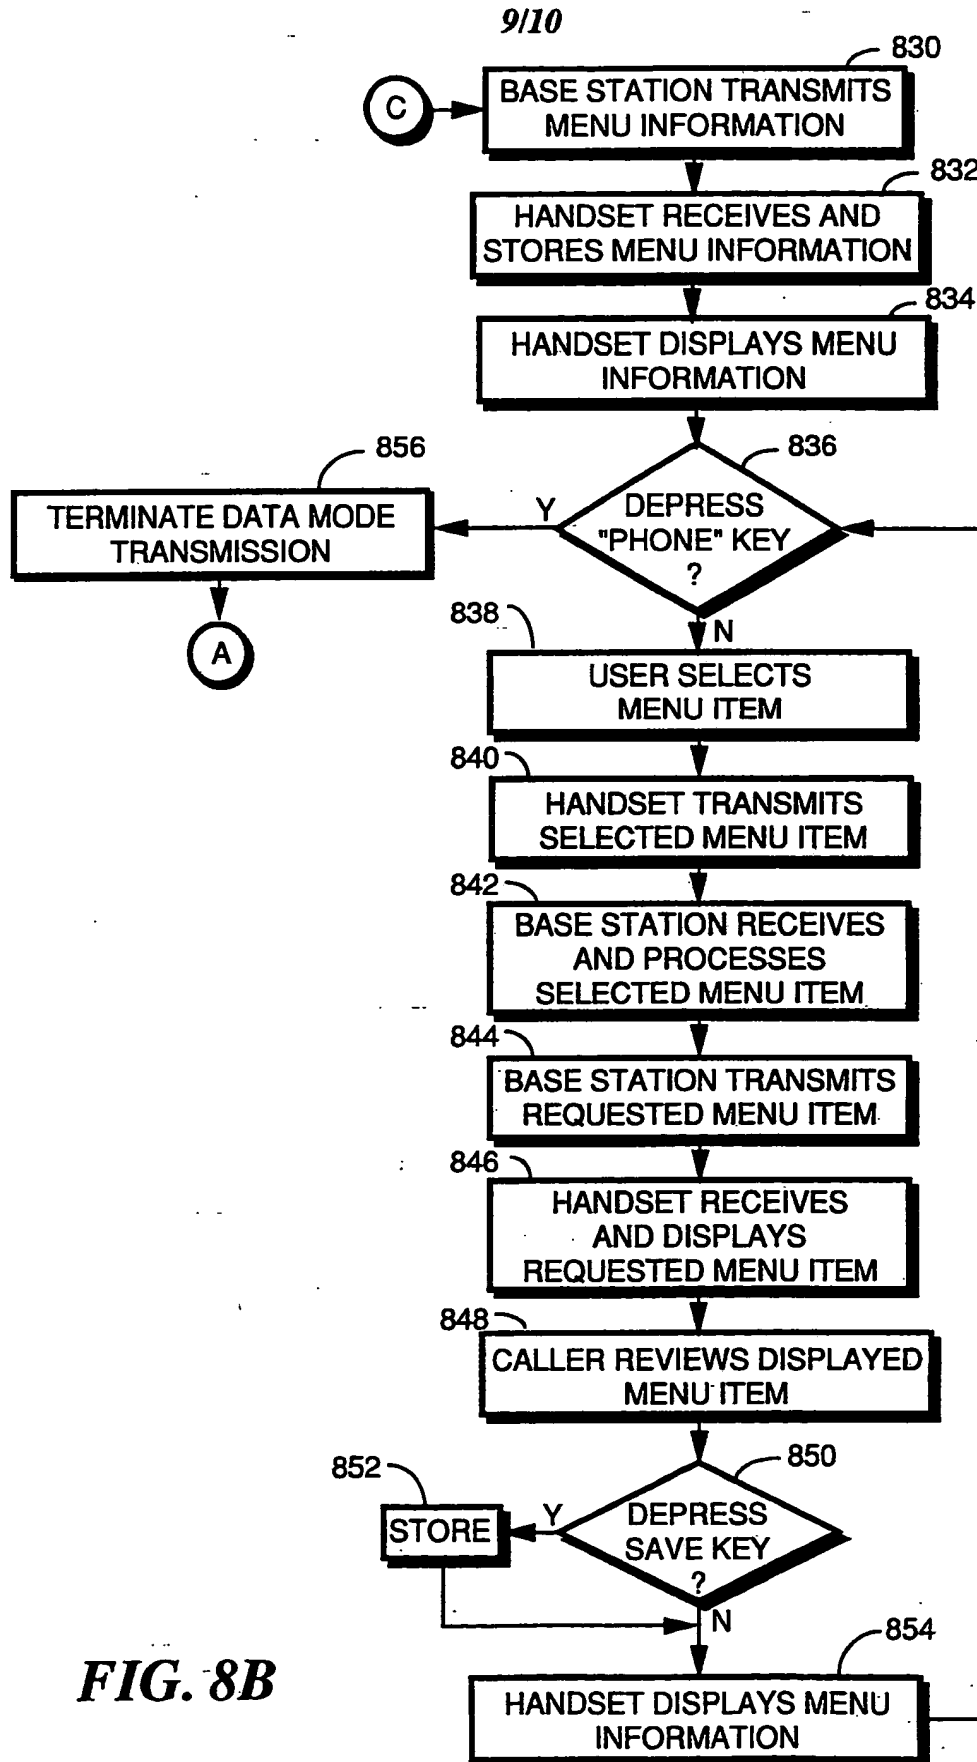 9/10
830
C
BASE STATION TRANSMITS
MENU INFORMATION
832
HANDSET RECEIVES AND
STORES MENU INFORMATION
834
HANDSET DISPLAYS MENU
INFORMATION
836
856
DEPRESS
"PHONE" KEY
?
Y
TERMINATE DATA MODE
TRANSMISSION
A
N
838
USER SELECTS
MENU ITEM
840
HANDSET TRANSMITS
SELECTED MENU ITEM
842
BASE STATION RECEIVES
AND PROCESSES
SELECTED MENU ITEM
844
BASE STATION TRANSMITS
REQUESTED MENU ITEM
846
HANDSET RECEIVES
AND DISPLAYS
REQUESTED MENU ITEM
848
CALLER REVIEWS DISPLAYED
MENU ITEM
850
852
DEPRESS
SAVE KEY
?
Y
STORE
N
854
HANDSET DISPLAYS MENU
INFORMATION
FIG. 8B